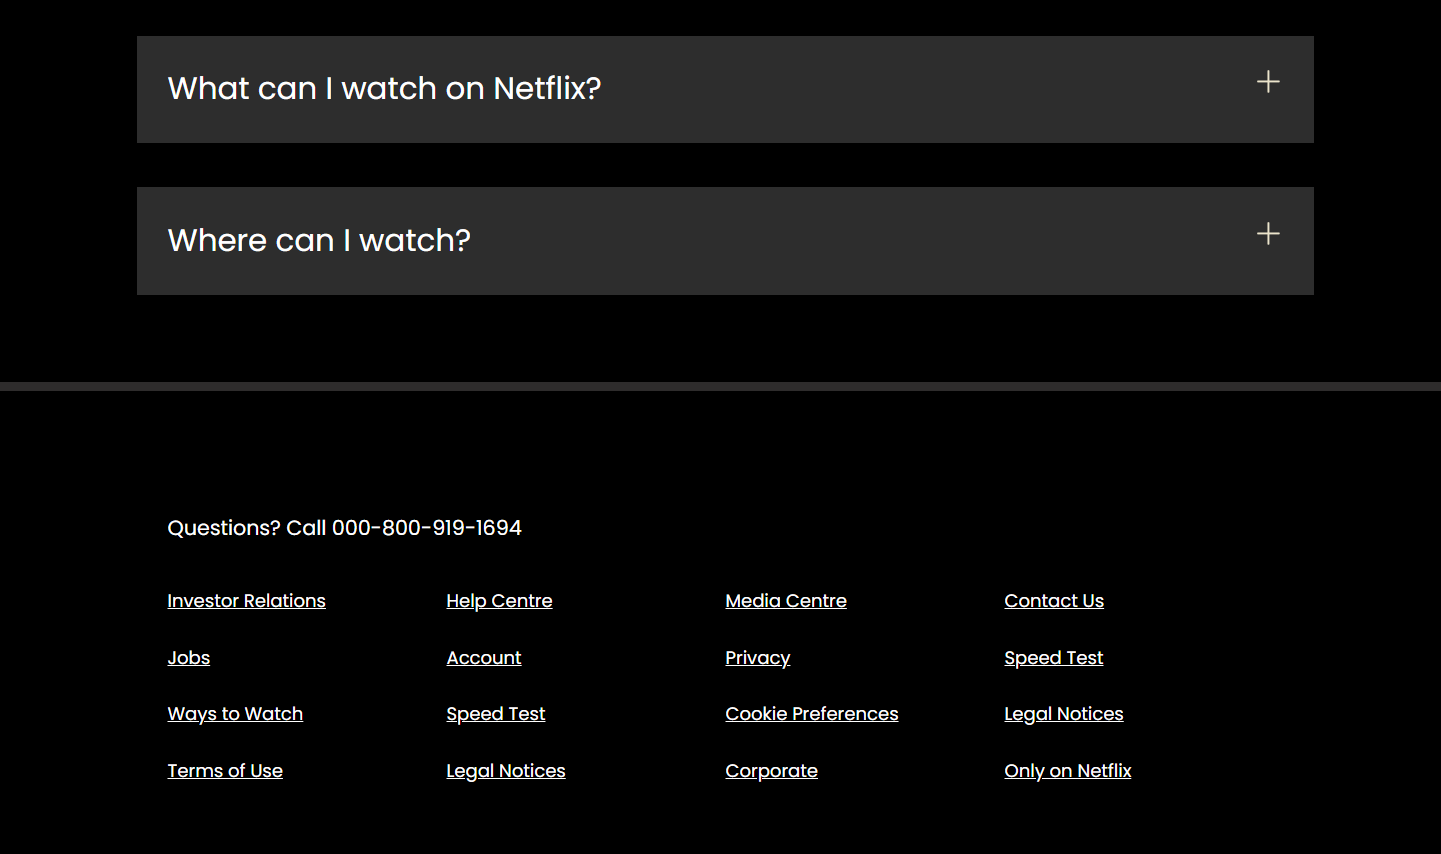 What can I watch on Netflix?
Where can I watch?
Questions? Call 000-800-919-1694
Investor Relations Help Centre Media Centre Contact Us
Jobs Account Privacy Speed Test
Ways to Watch Speed Test Cookie Preferences Legal Notices
Terms of Use Legal Notices Corporate Only on Netflix